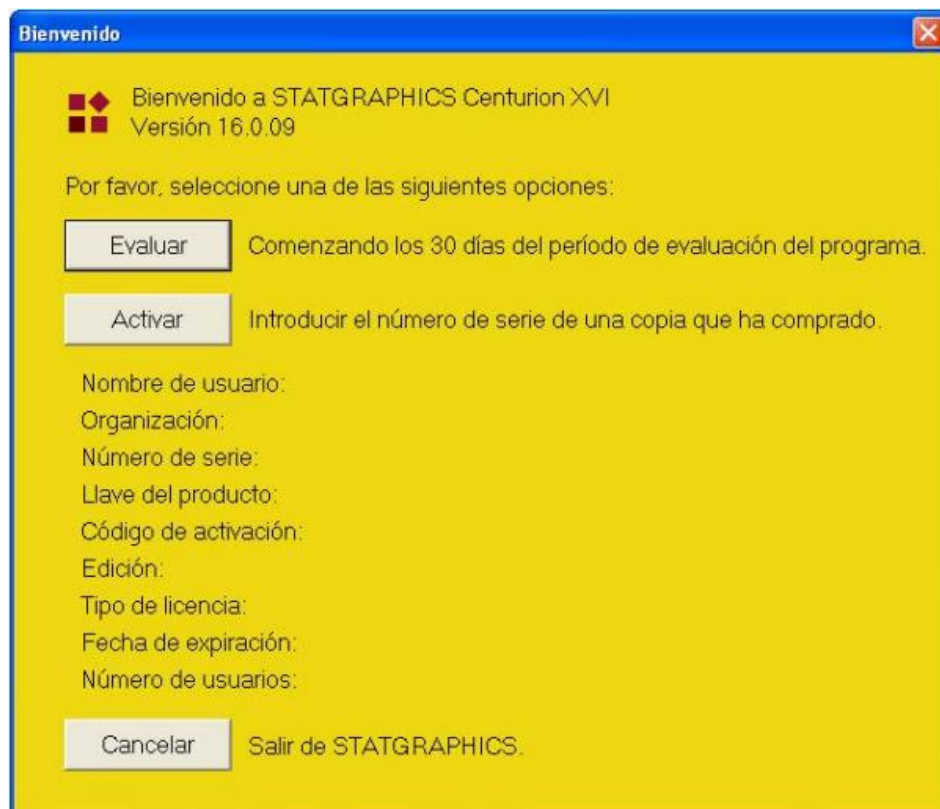 Bienvenido
Bienvenido a STATGRAPHICS Centurion XVI
Versión 16.0.09
Por favor, seleccione una de las siguientes opciones:
Evaluar Comenzando los 30 días del período de evaluación del programa.
Activar Introducir el número de serie de una copia que ha comprado.
Nombre de usuario:
Organización:
Número de serie:
Llave del producto:
Código de activación:
Edición:
Tipo de licencia:
Fecha de expiración:
Número de usuarios:
Cancelar Salir de STATGRAPHICS.